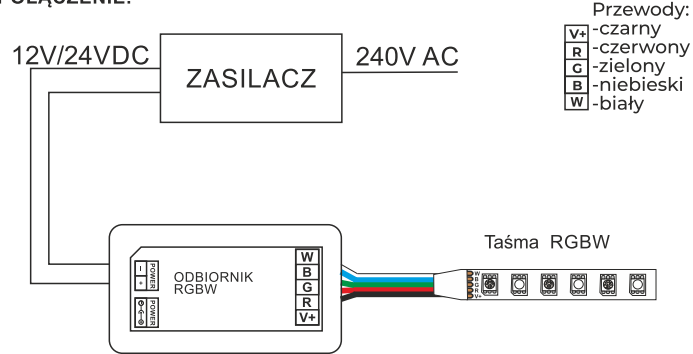 POŁĄCZENIE:
12V/24VDC
ZASILACZ
240V AC
Przewody:
V+ -czarny
R -czerwony
G -zielony
B -niebieski
W -biały
Taśma RGBW
ODBIORNIK
RGBW
- +
POWER
POWER
W
B
G
R
V+
W
B
G
R
V+